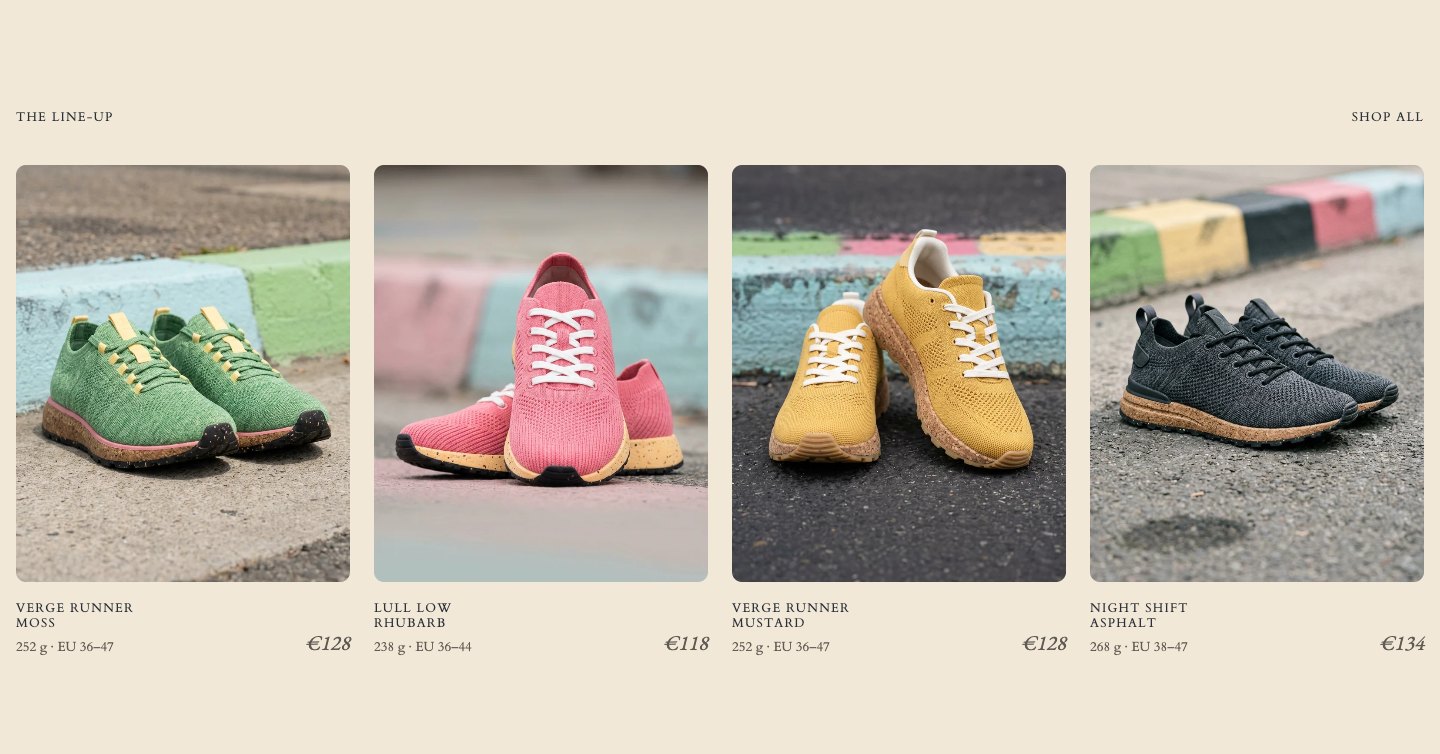 THE LINE-UP
SHOP ALL
VERGE RUNNER
MOSS
252 g · EU 36–47
€128
LULL LOW
RHUBARB
238 g · EU 36–44
€118
VERGE RUNNER
MUSTARD
252 g · EU 36–47
€128
NIGHT SHIFT
ASPHALT
268 g · EU 38–47
€134